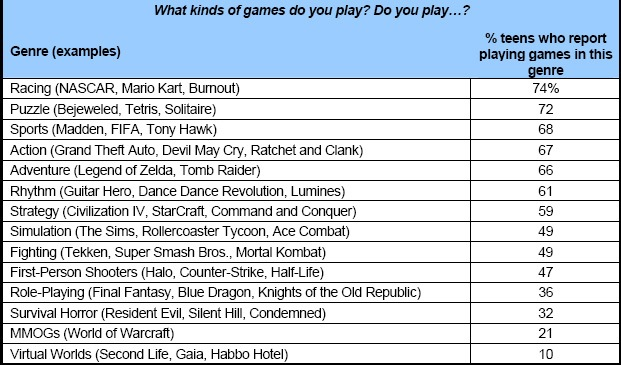 What kinds of games do you play? Do you play…?
Genre (examples)
% teens who report
playing games in this
genre
Racing (NASCAR, Mario Kart, Burnout) 74%
Puzzle (Bejeweled, Tetris, Solitaire) 72
Sports (Madden, FIFA, Tony Hawk) 68
Action (Grand Theft Auto, Devil May Cry, Ratchet and Clank) 67
Adventure (Legend of Zelda, Tomb Raider) 66
Rhythm (Guitar Hero, Dance Dance Revolution, Lumines) 61
Strategy (Civilization IV, StarCraft, Command and Conquer) 59
Simulation (The Sims, Rollercoaster Tycoon, Ace Combat) 49
Fighting (Tekken, Super Smash Bros., Mortal Kombat) 49
First-Person Shooters (Halo, Counter-Strike, Half-Life) 47
Role-Playing (Final Fantasy, Blue Dragon, Knights of the Old Republic) 36
Survival Horror (Resident Evil, Silent Hill, Condemned) 32
MMOGs (World of Warcraft) 21
Virtual Worlds (Second Life, Gaia, Habbo Hotel) 10